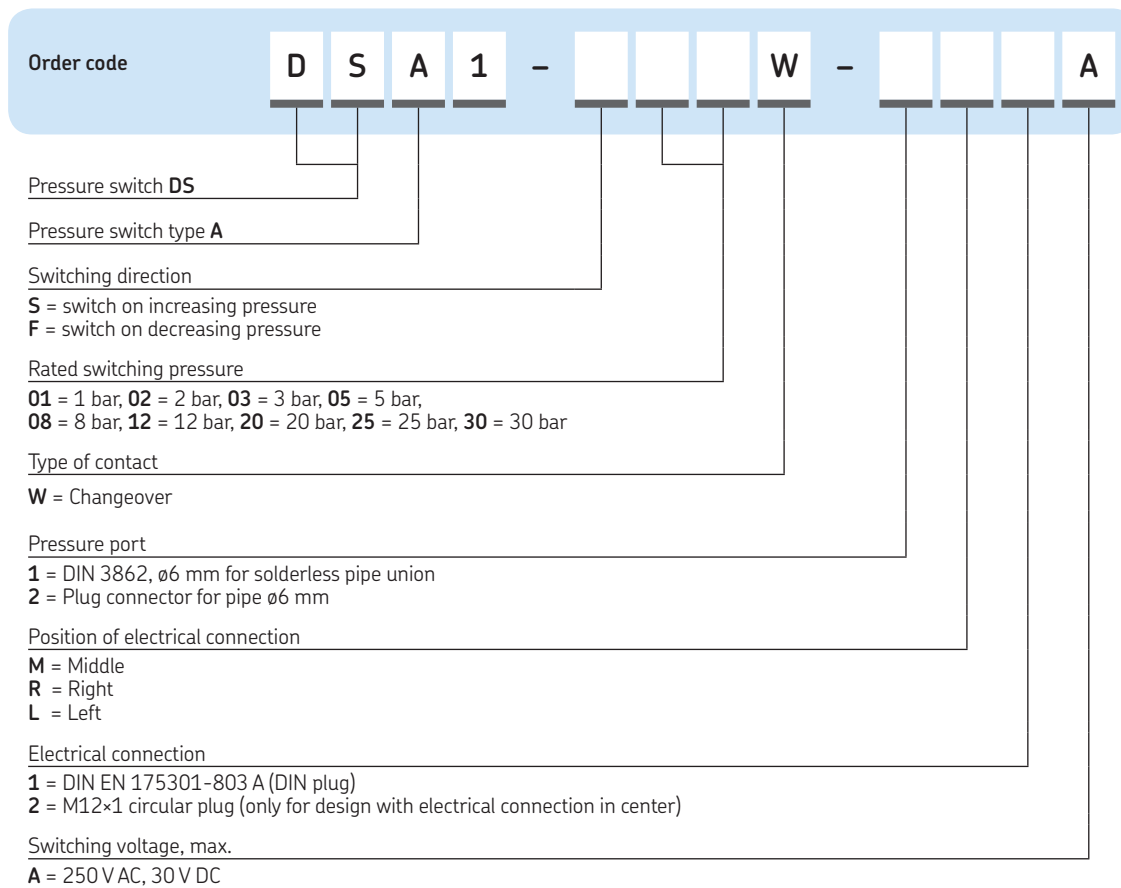 Order code D S A 1 – W – A
Pressure switch DS
Pressure switch type A
Switching direction
S = switch on increasing pressure
F = switch on decreasing pressure
Rated switching pressure
01 = 1 bar, 02 = 2 bar, 03 = 3 bar, 05 = 5 bar,
08 = 8 bar, 12 = 12 bar, 20 = 20 bar, 25 = 25 bar, 30 = 30 bar
Type of contact
W = Changeover
Pressure port
1 = DIN 3862, ø6 mm for solderless pipe union
2 = Plug connector for pipe ø6 mm
Position of electrical connection
M = Middle
R = Right
L = Left
Electrical connection
1 = DIN EN 175301-803 A (DIN plug)
2 = M12×1 circular plug (only for design with electrical connection in center)
Switching voltage, max.
A = 250 V AC, 30 V DC